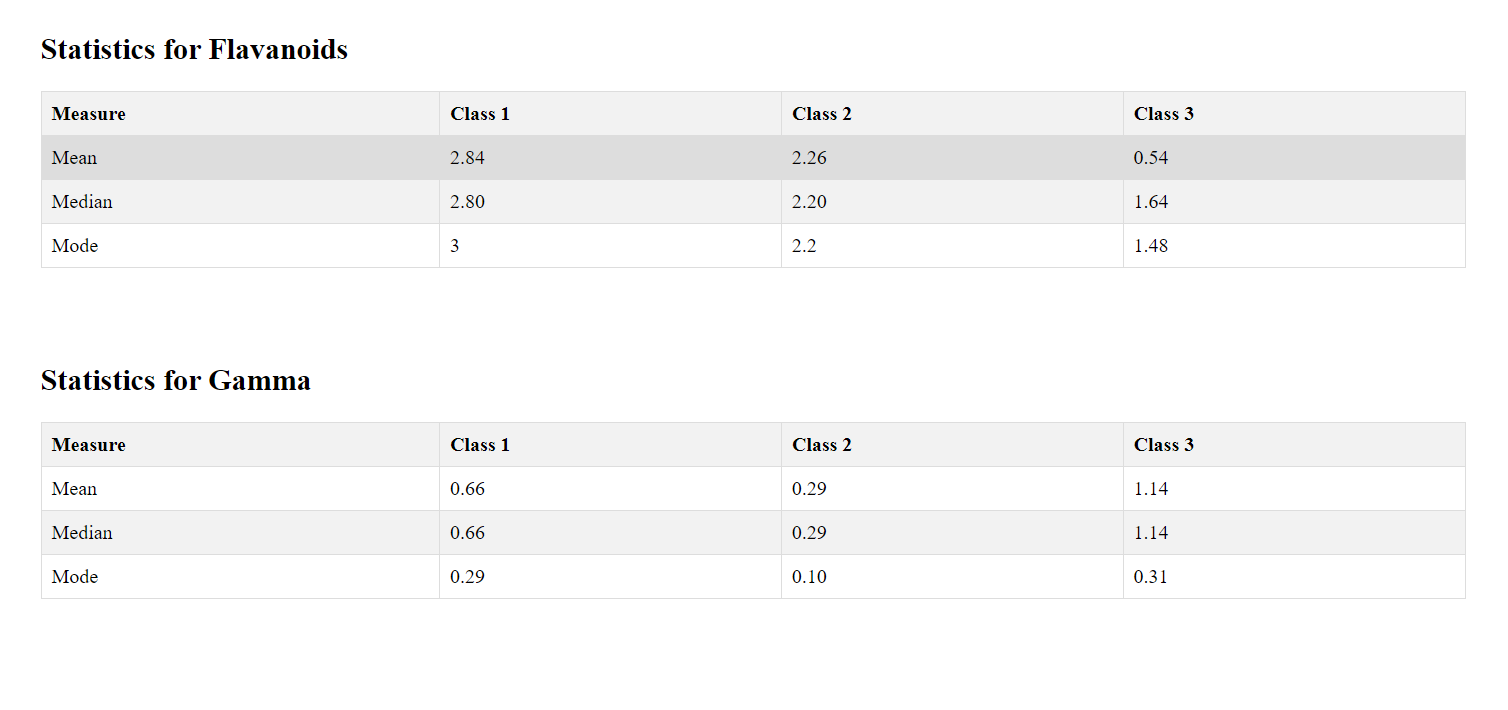 Statistics for Flavanoids
Measure Class 1 Class 2 Class 3
Mean 2.84 2.26 0.54
Median 2.80 2.20 1.64
Mode 3 2.2 1.48
Statistics for Gamma
Measure Class 1 Class 2 Class 3
Mean 0.66 0.29 1.14
Median 0.66 0.29 1.14
Mode 0.29 0.10 0.31